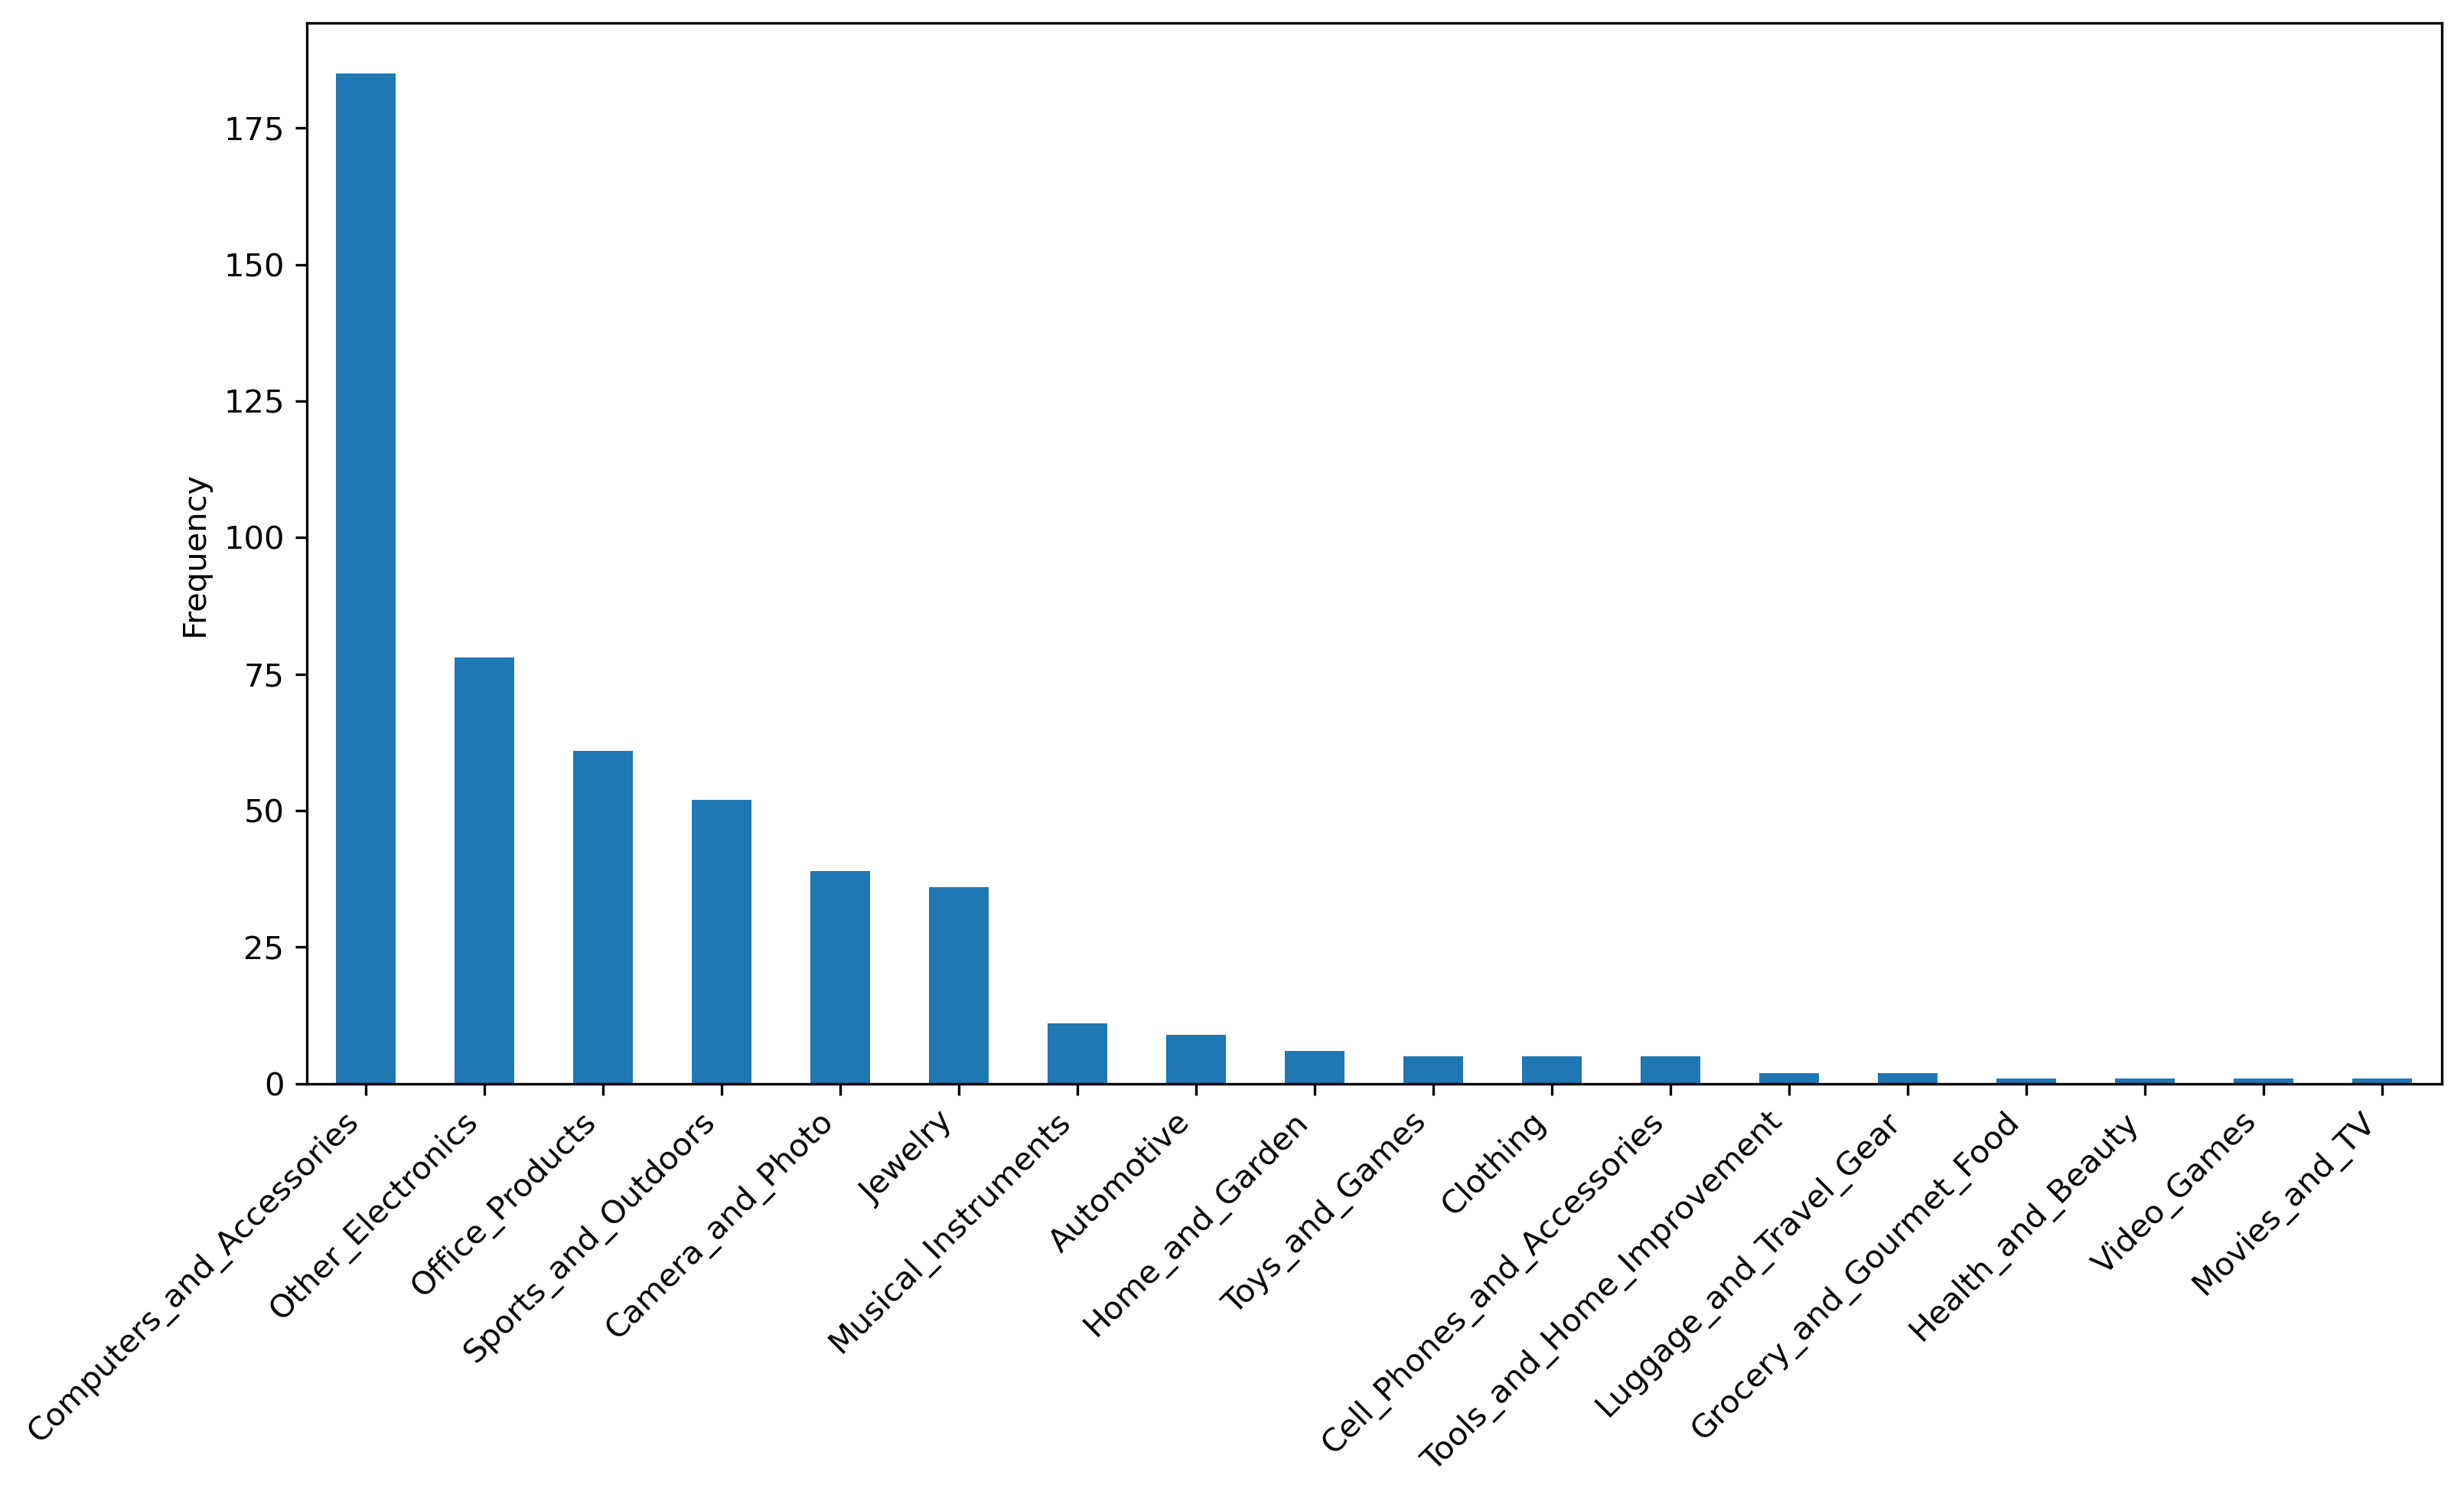 Frequency
175
150
125
100
75
50
25
0
Computers_and_Accessories
Other_Electronics
Office_Products
Sports_and_Outdoors
Camera_and_Photo
Jewelry
Musical_Instruments
Automotive
Home_and_Garden
Toys_and_Games
Clothing
Cell_Phones_and_Accessories
Tools_and_Home_Improvement
Luggage_and_Travel_Gear
Grocery_and_Gourmet_Food
Health_and_Beauty
Video_Games
Movies_and_TV